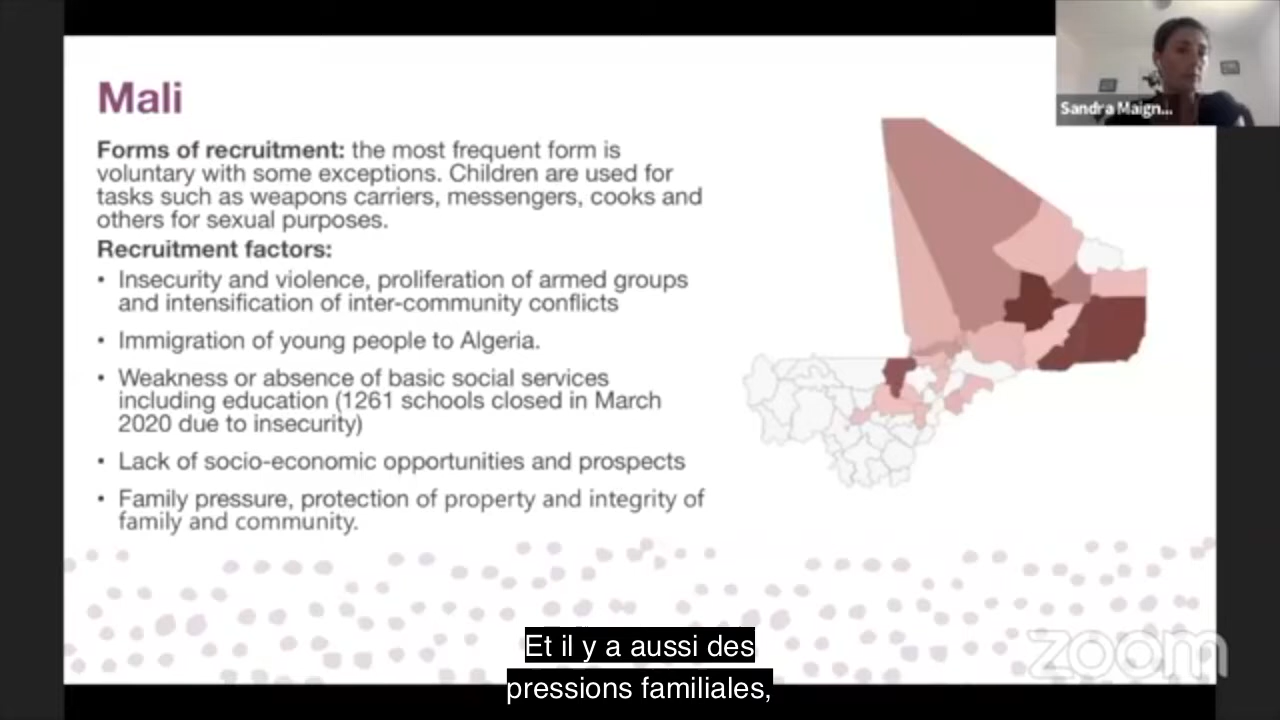 Mali
Sandra Maign...
Forms of recruitment: the most frequent form is
voluntary with some exceptions. Children are used for
tasks such as weapons carriers, messengers, cooks and
others for sexual purposes.
Recruitment factors:
• Insecurity and violence, proliferation of armed groups
and intensification of inter-community conflicts
• Immigration of young people to Algeria.
• Weakness or absence of basic social services
including education (1261 schools closed in March
2020 due to insecurity)
• Lack of socio-economic opportunities and prospects
• Family pressure, protection of property and integrity of
family and community.
Et il y a aussi des
pressions familiales,
zoom